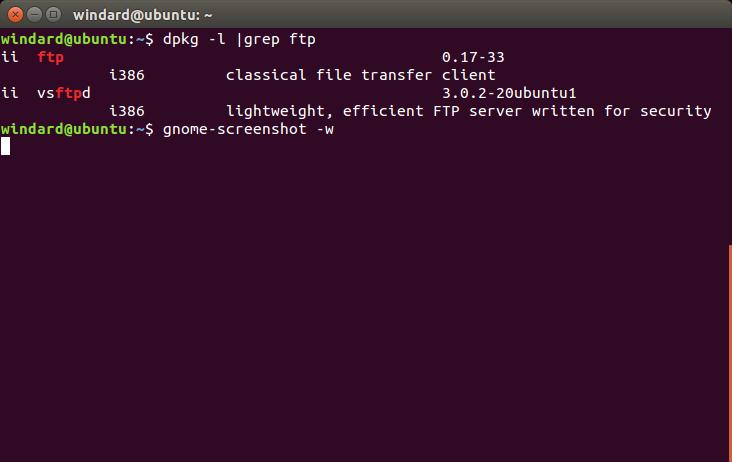 windard@ubuntu: ~
windard@ubuntu:~$ dpkg -l |grep ftp
ii  ftp                                          0.17-33
            i386         classical file transfer client
ii  vsftpd                                       3.0.2-20ubuntu1
            i386         lightweight, efficient FTP server written for security
windard@ubuntu:~$ gnome-screenshot -w